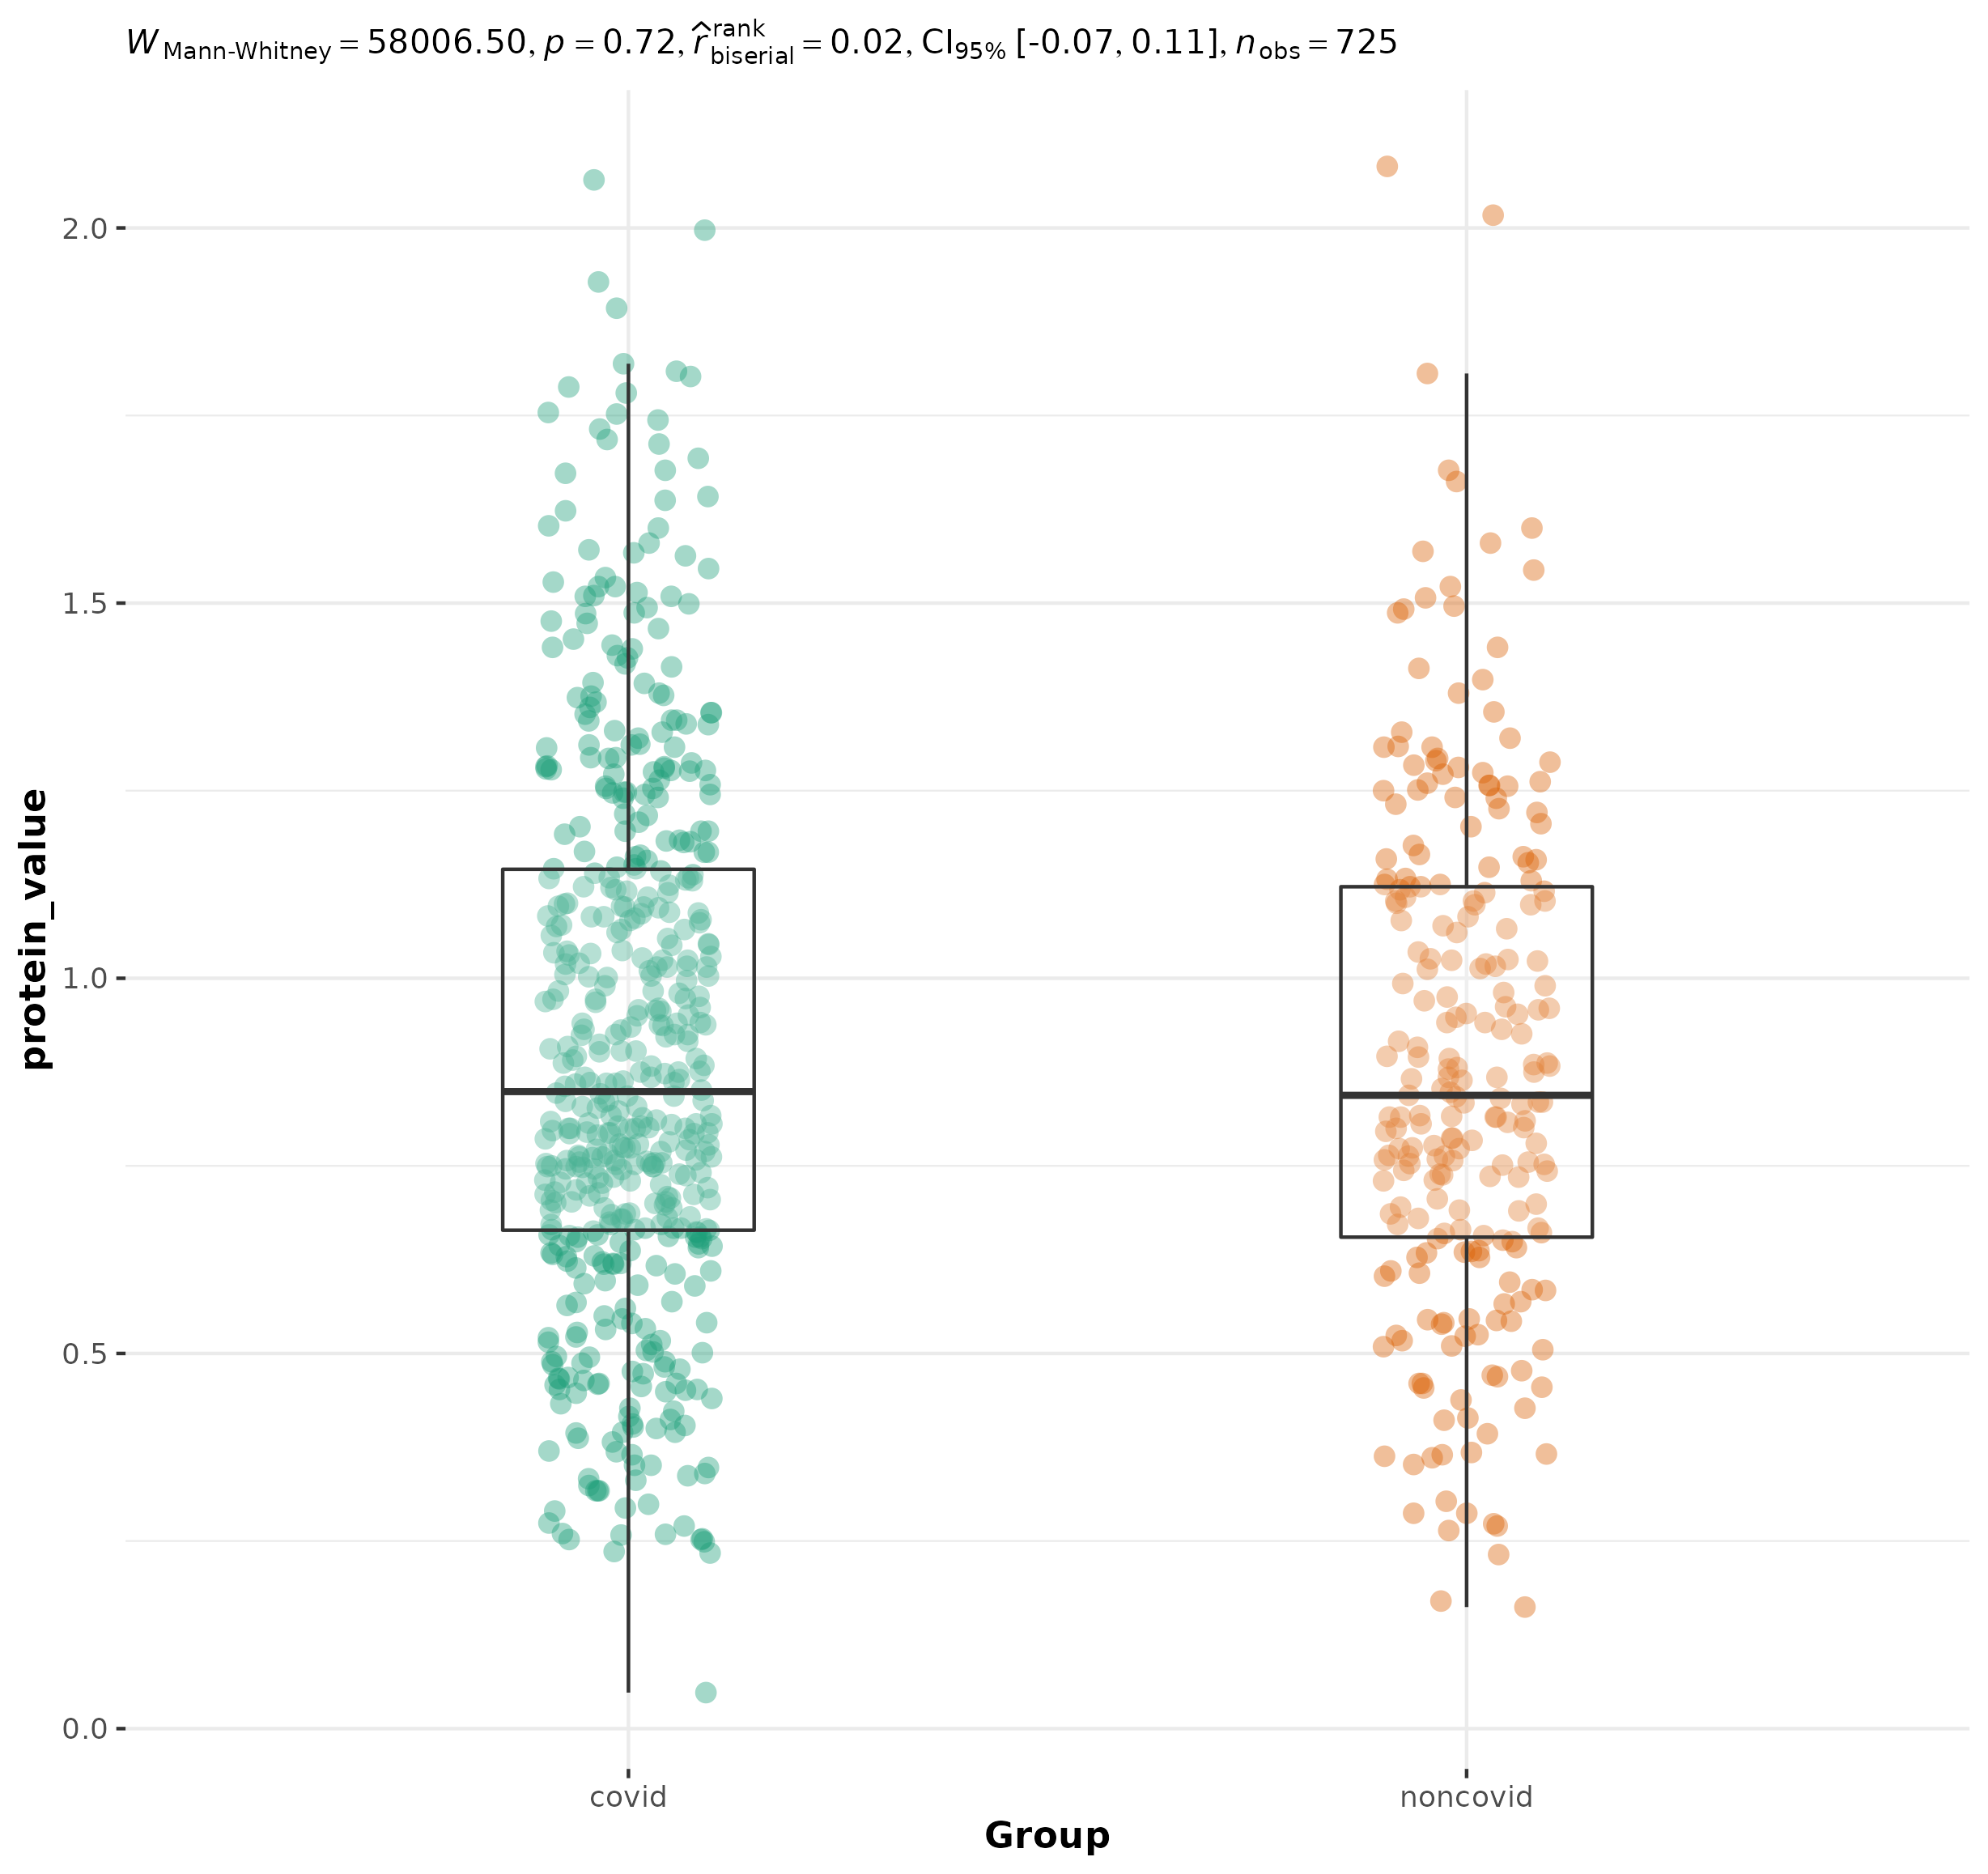 W Mann-Whitney = 58006.50, p = 0.72, r̂ rank biserial = 0.02, CI95% [-0.07, 0.11], n obs = 725
protein_value
2.0
1.5
1.0
0.5
0.0
covid noncovid
Group